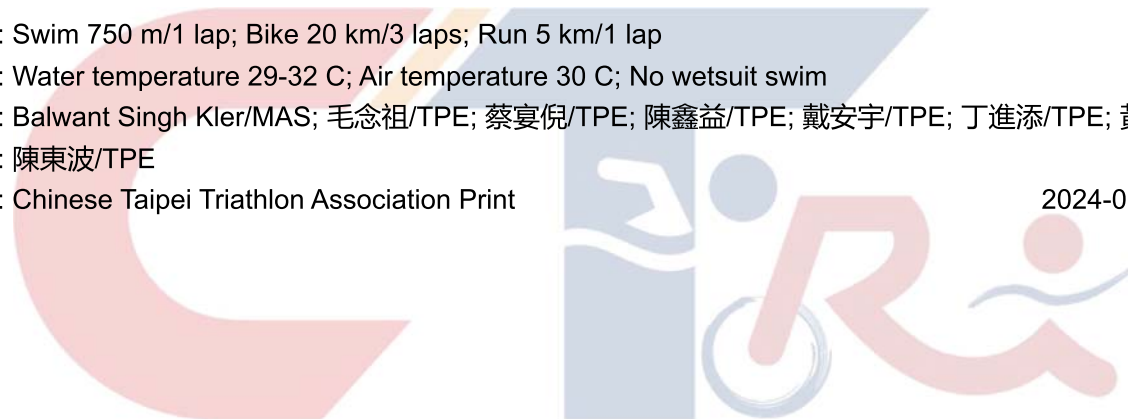 : Swim 750 m/1 lap; Bike 20 km/3 laps; Run 5 km/1 lap
: Water temperature 29-32 C; Air temperature 30 C; No wetsuit swim
: Balwant Singh Kler/MAS; 毛念祖/TPE; 蔡宴倪/TPE; 陳鑫益/TPE; 戴安宇/TPE; 丁進添/TPE;
: 陳東波/TPE
: Chinese Taipei Triathlon Association Print 2024-0